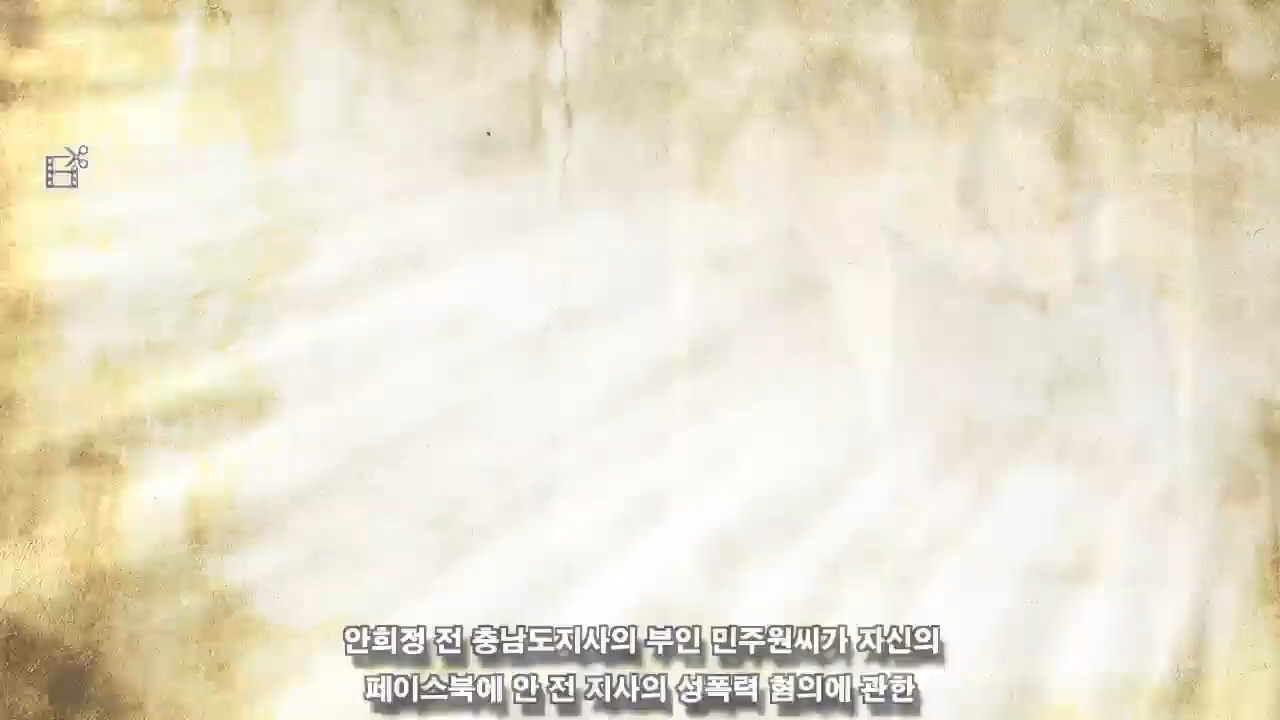 안희정 전 충남도지사의 부인 민주원씨가 자신의
페이스북에 안 전 지사의 성폭력 혐의에 관한